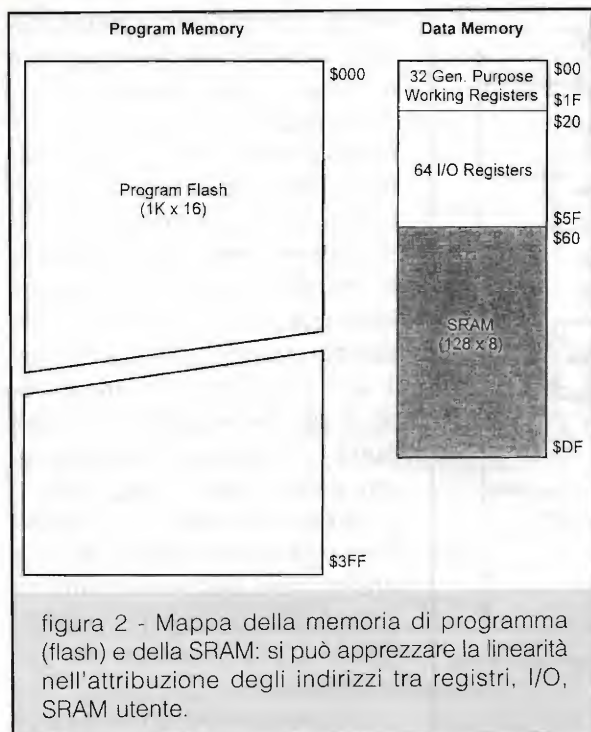 Program Memory
$000
Program Flash
(1K x 16)
$3FF
Data Memory
32 Gen. Purpose
Working Registers
$00
$1F
$20
64 I/O Registers
$5F
$60
SRAM
(128 x 8)
$DF
figura 2 - Mappa della memoria di programma
(flash) e della SRAM: si può apprezzare la linearità
nell'attribuzione degli indirizzi tra registri, I/O,
SRAM utente.